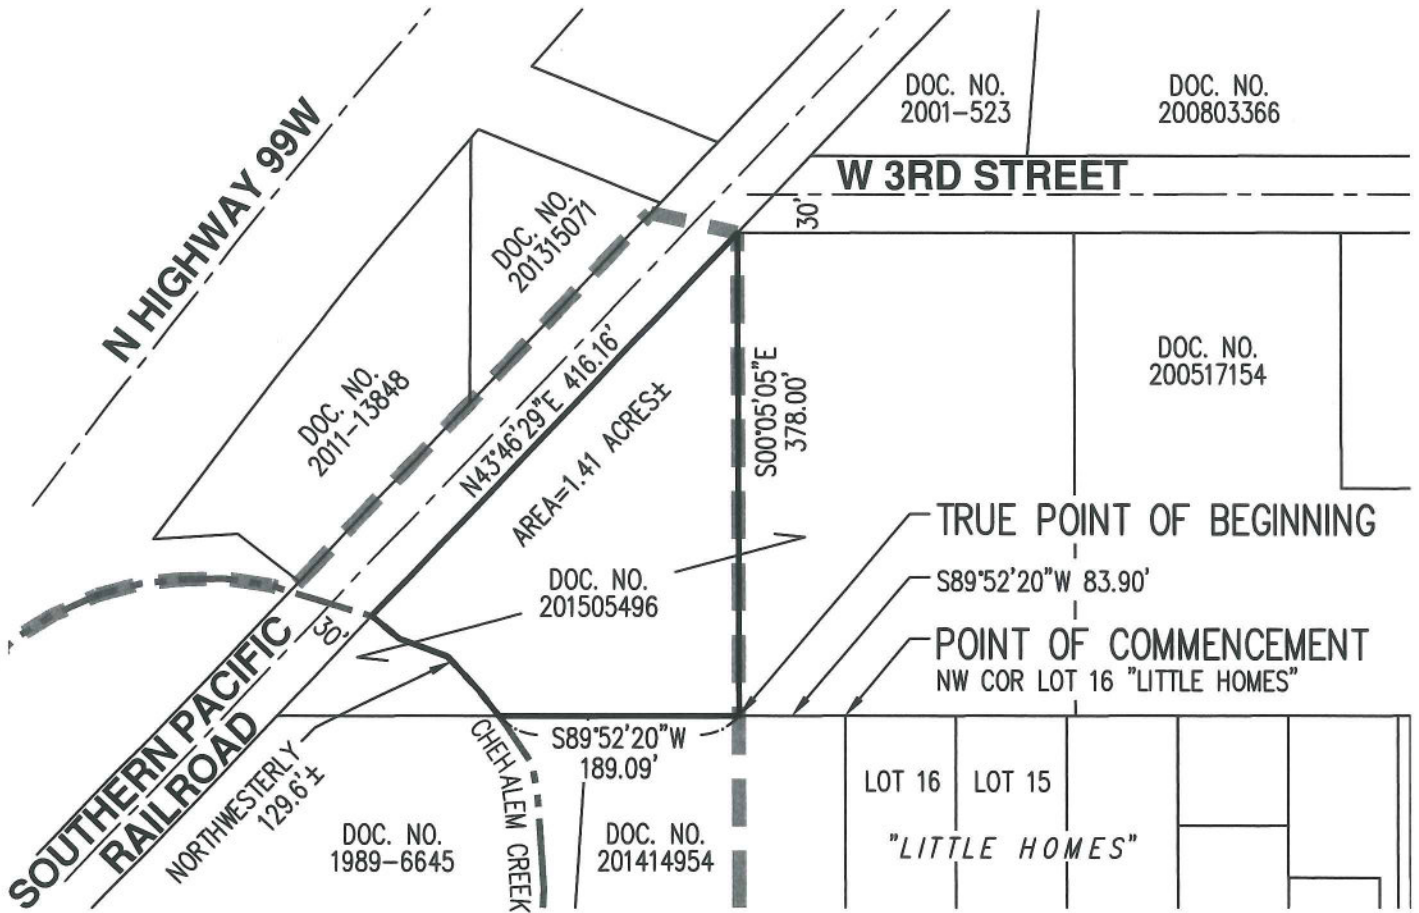 DOC. NO.
2001-523
DOC. NO.
200803366
N HIGHWAY 99W
W 3RD STREET
30'
DOC. NO.
201315071
DOC. NO.
2011-13848
N43°46'29"E 416.16'
AREA=1.41 ACRES±
S00°05'05"E
378.00'
DOC. NO.
200517154
TRUE POINT OF BEGINNING
S89°52'20"W 83.90'
POINT OF COMMENCEMENT
NW COR LOT 16 "LITTLE HOMES"
DOC. NO.
201505496
30'
SOUTHERN PACIFIC
RAILROAD
NORTHWESTERLY
129.6'±
CHEHALEM CREEK
S89°52'20"W
189.09'
DOC. NO.
1989-6645
DOC. NO.
201414954
LOT 16
LOT 15
"LITTLE HOMES"